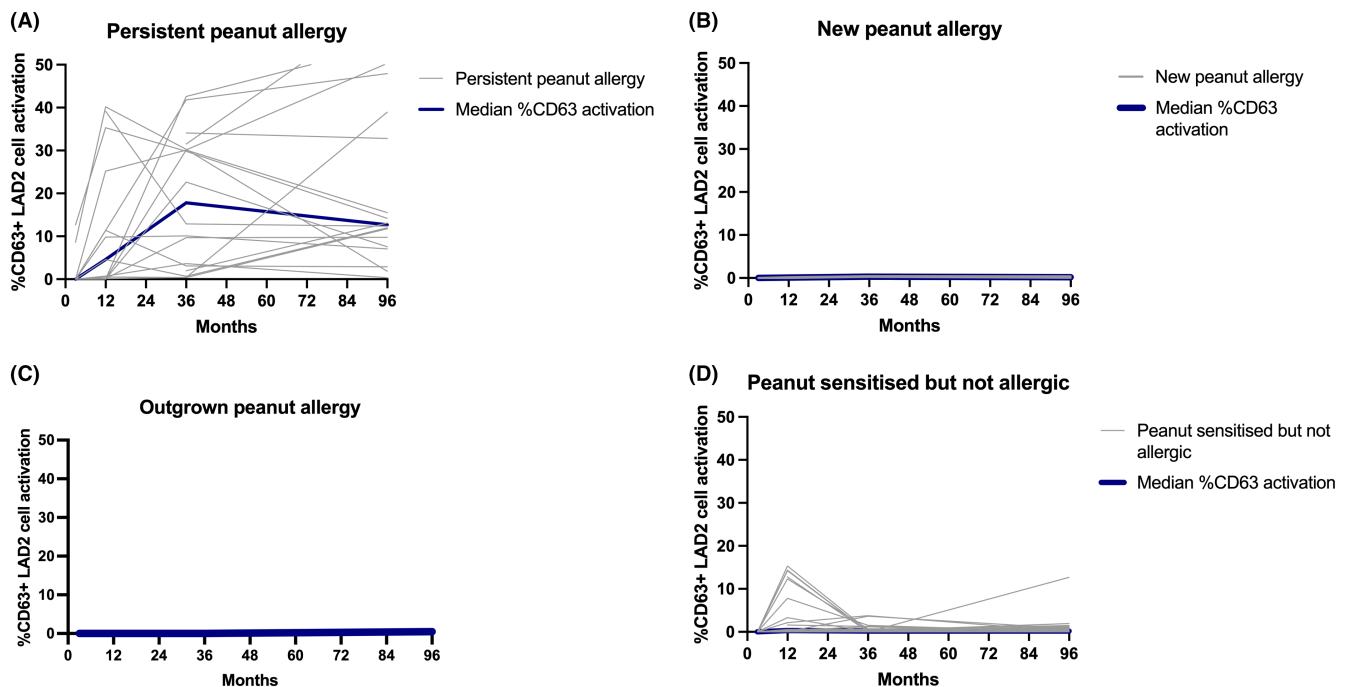 (A)
Persistent peanut allergy
%CD63+ LAD2 cell activation
50
40
30
20
10
0
0 12 24 36 48 60 72 84 96
Months
Persistent peanut allergy
Median %CD63 activation
(B)
New peanut allergy
%CD63+ LAD2 cell activation
50
40
30
20
10
0
0 12 24 36 48 60 72 84 96
Months
New peanut allergy
Median %CD63
activation
(C)
Outgrown peanut allergy
%CD63+ LAD2 cell activation
50
40
30
20
10
0
0 12 24 36 48 60 72 84 96
Months
(D)
Peanut sensitised but not allergic
%CD63+ LAD2 cell activation
50
40
30
20
10
0
0 12 24 36 48 60 72 84 96
Months
Peanut sensitised but not
allergic
Median %CD63 activation